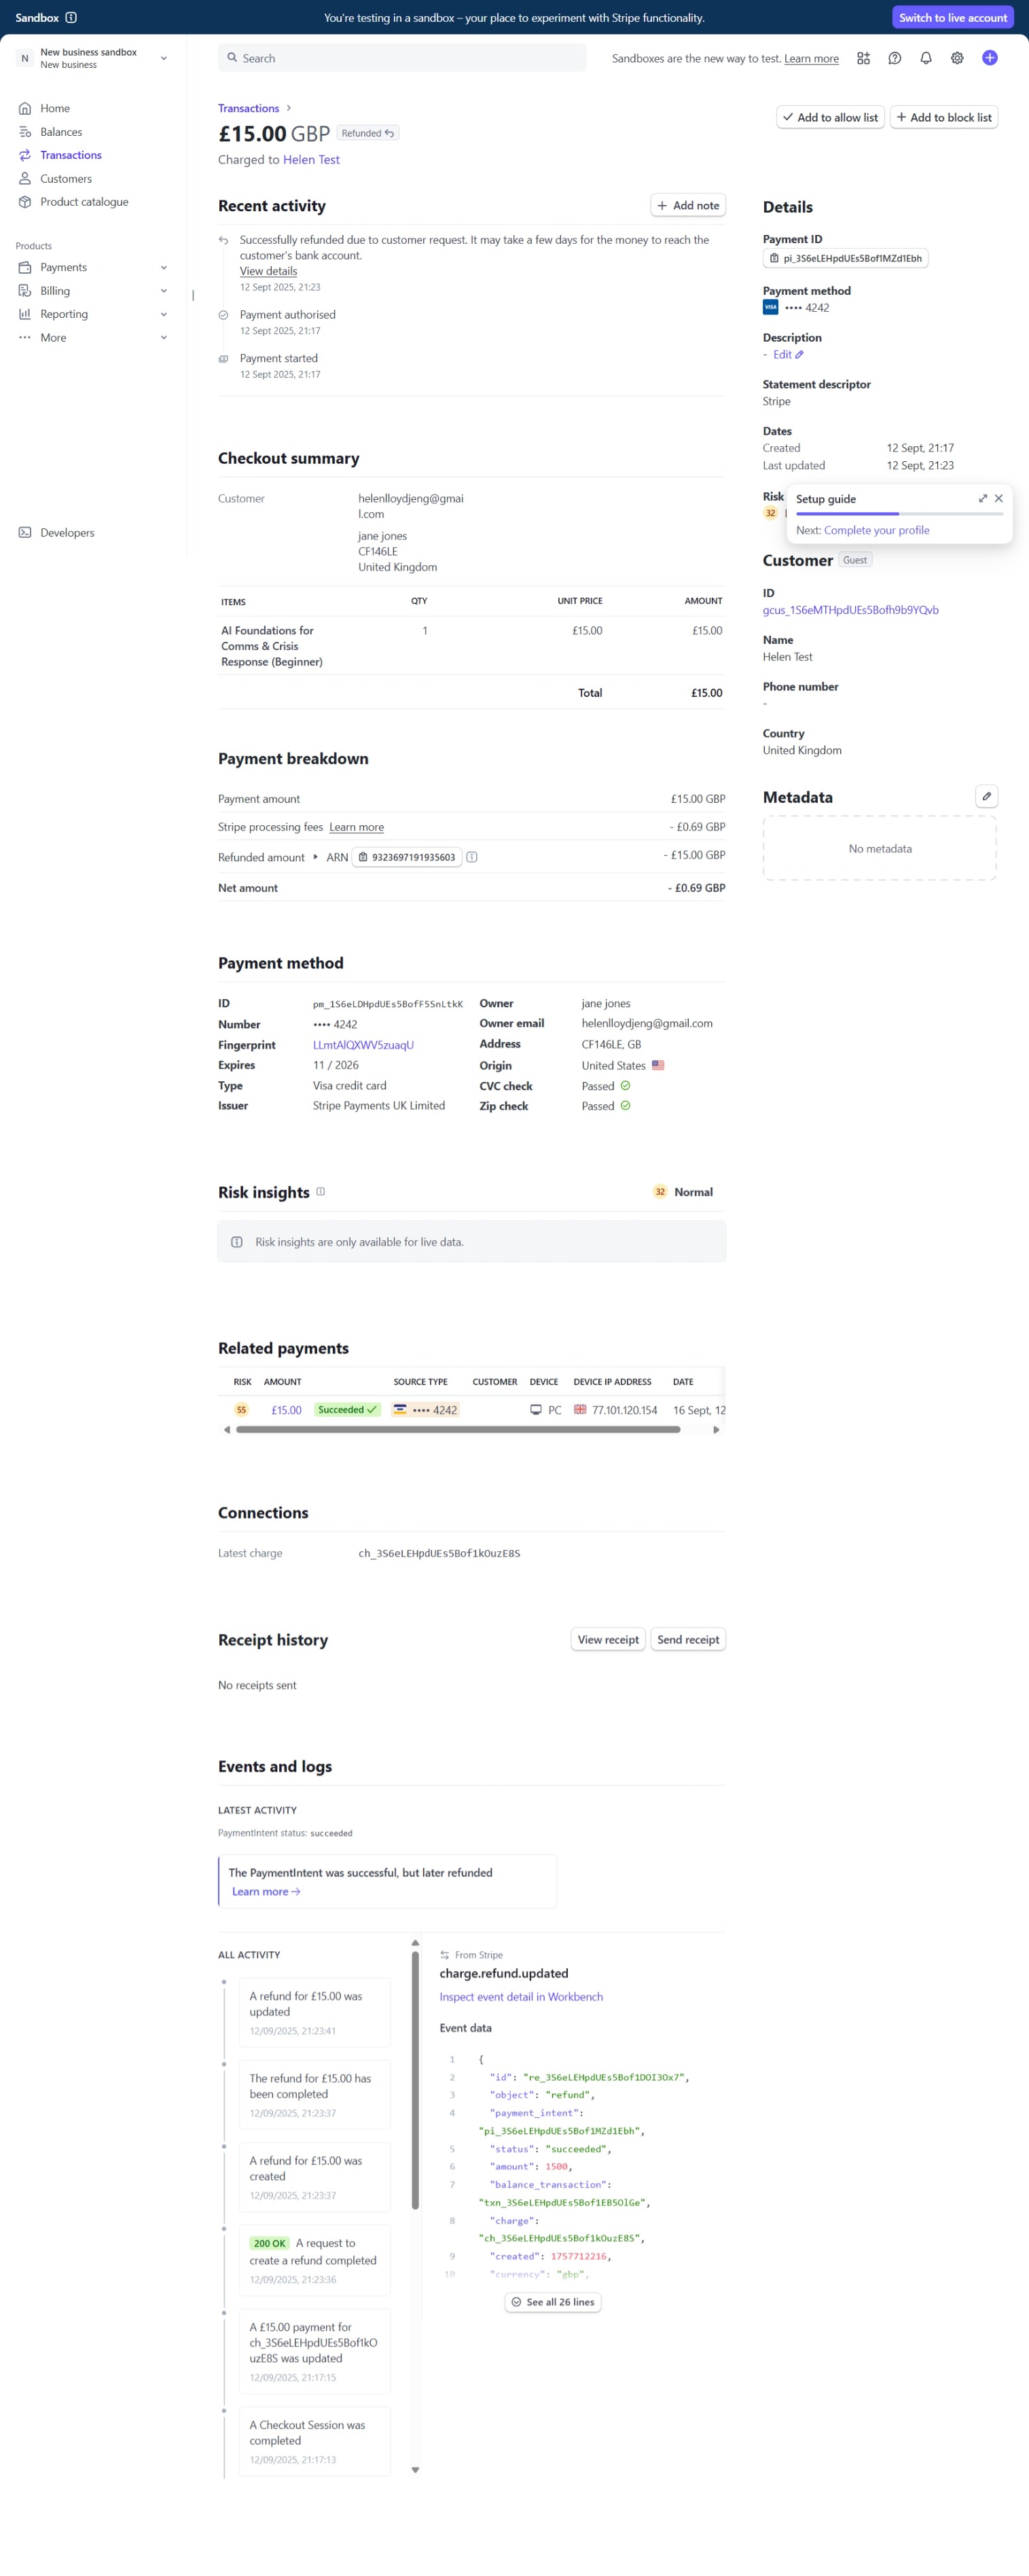 Sandbox
You're testing in a sandbox – your place to experiment with Stripe functionality.
Switch to live account
N
New business sandbox
New business
Search
Sandboxes are the new way to test. Learn more
Home
Balances
Transactions
Customers
Product catalogue
Products
Payments
Billing
Reporting
More
Developers
Transactions
£15.00 GBP Refunded
Charged to Helen Test
Add to allow list
Add to block list
Recent activity
Add note
Successfully refunded due to customer request. It may take a few days for the money to reach the
customer's bank account.
View details
12 Sept 2025, 21:23
Payment authorised
12 Sept 2025, 21:17
Payment started
12 Sept 2025, 21:17
Checkout summary
Customer
helenlloydjeng@gmai
l.com
jane jones
CF146LE
United Kingdom
ITEMS QTY UNIT PRICE AMOUNT
AI Foundations for 1 £15.00 £15.00
Comms & Crisis
Response (Beginner)
Total £15.00
Payment breakdown
Payment amount £15.00 GBP
Stripe processing fees Learn more - £0.69 GBP
Refunded amount ARN 9323697191935603 - £15.00 GBP
Net amount - £0.69 GBP
Payment method
ID pm_1S6eLDHpdUEs5BofF5SnLtkK
Number •••• 4242
Fingerprint LLmtAlQXWV5zuaqU
Expires 11 / 2026
Type Visa credit card
Issuer Stripe Payments UK Limited
Owner jane jones
Owner email helenlloydjeng@gmail.com
Address CF146LE, GB
Origin United States
CVC check Passed
Zip check Passed
Risk insights
32 Normal
Risk insights are only available for live data.
Related payments
RISK AMOUNT SOURCE TYPE CUSTOMER DEVICE DEVICE IP ADDRESS DATE
55 £15.00 Succeeded •••• 4242 PC 77.101.120.154 16 Sept, 12
Connections
Latest charge ch_3S6eLEHpdUEs5Bof1kOuzE8S
Receipt history
View receipt
Send receipt
No receipts sent
Events and logs
LATEST ACTIVITY
PaymentIntent status: succeeded
The PaymentIntent was successful, but later refunded
Learn more
ALL ACTIVITY
A refund for £15.00 was
updated
12/09/2025, 21:23:41
The refund for £15.00 has
been completed
12/09/2025, 21:23:37
A refund for £15.00 was
created
12/09/2025, 21:23:37
200 OK A request to
create a refund completed
12/09/2025, 21:23:36
A £15.00 payment for
ch_3S6eLEHpdUEs5Bof1kO
uzE8S was updated
12/09/2025, 21:17:15
A Checkout Session was
completed
12/09/2025, 21:17:13
From Stripe
charge.refund.updated
Inspect event detail in Workbench
Event data
1 {
2 "id": "re_3S6eLEHpdUEs5Bof1DOI3Ox7",
3 "object": "refund",
4 "payment_intent":
"pi_3S6eLEHpdUEs5Bof1MZd1Ebh",
5 "status": "succeeded",
6 "amount": 1500,
7 "balance_transaction":
"txn_3S6eLEHpdUEs5Bof1EB5OlGe",
8 "charge":
"ch_3S6eLEHpdUEs5Bof1kOuzE8S",
9 "created": 1757712216,
10 "currency": "gbp",
See all 26 lines
Details
Payment ID
pi_3S6eLEHpdUEs5Bof1MZd1Ebh
Payment method
VISA •••• 4242
Description
- Edit
Statement descriptor
Stripe
Dates
Created 12 Sept, 21:17
Last updated 12 Sept, 21:23
Risk
32
Setup guide
Next: Complete your profile
Customer Guest
ID
gcus_1S6eMTHpdUEs5Bofh9b9YQvb
Name
Helen Test
Phone number
-
Country
United Kingdom
Metadata
No metadata